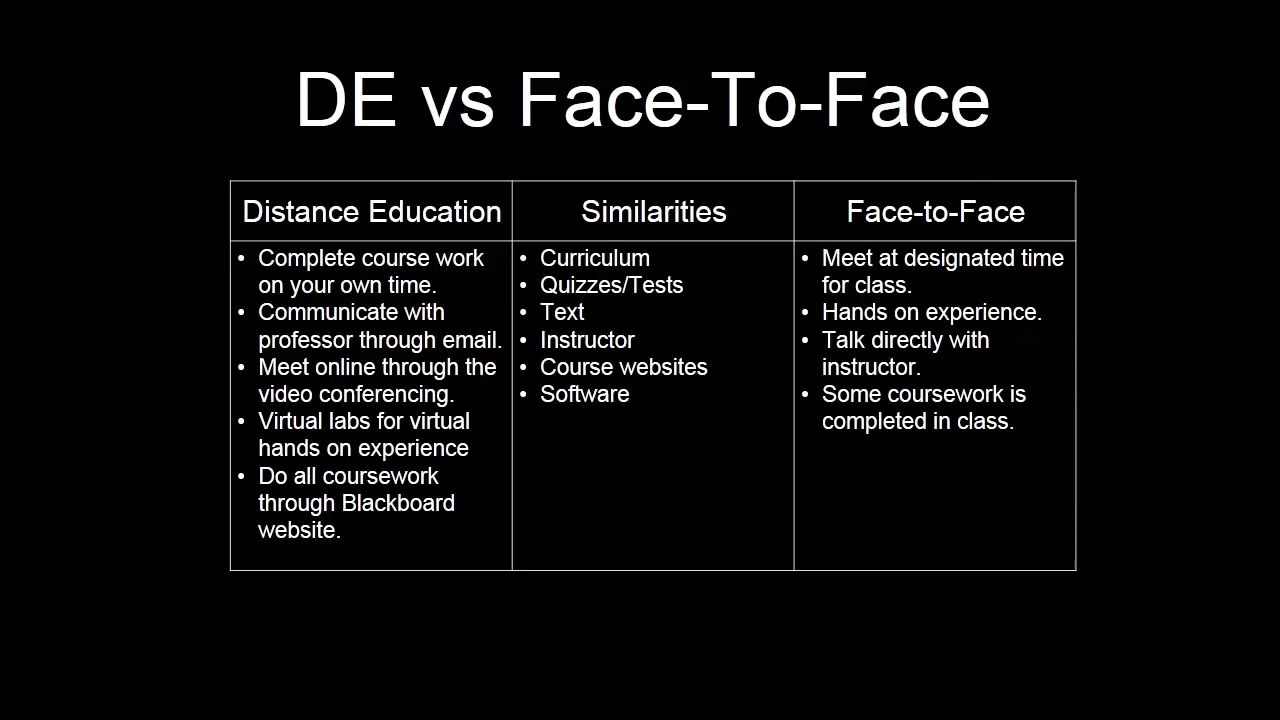 DE vs Face-To-Face
Distance Education
• Complete course work
on your own time.
• Communicate with
professor through email.
• Meet online through the
video conferencing.
• Virtual labs for virtual
hands on experience
• Do all coursework
through Blackboard
website.
Similarities
• Curriculum
• Quizzes/Tests
• Text
• Instructor
• Course websites
• Software
Face-to-Face
• Meet at designated time
for class.
• Hands on experience.
• Talk directly with
instructor.
• Some coursework is
completed in class.